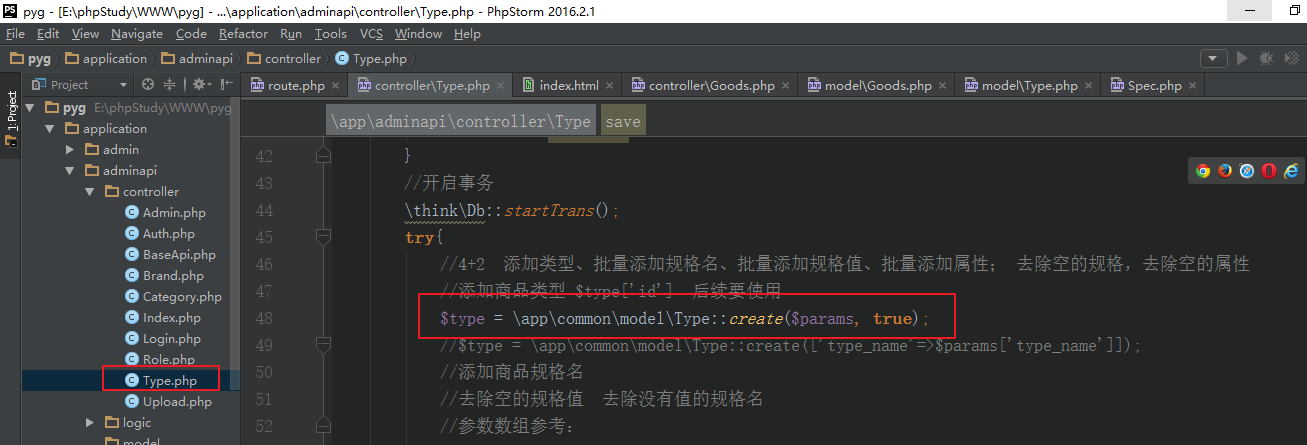 pyg - [E:\phpStudy\WWW\pyg] - ...\application\adminapi\controller\Type.php - PhpStorm 2016.2.1
File Edit View Navigate Code Refactor Run Tools VCS Window Help
pyg application adminapi controller Type.php
1: Project
Project
route.php controller\Type.php index.html controller\Goods.php model\Goods.php model\Type.php Spec.php
pyg E:\phpStudy\WWW\pyg
application
admin
adminapi
controller
Admin.php
Auth.php
BaseApi.php
Brand.php
Category.php
Index.php
Login.php
Role.php
Type.php
Upload.php
logic
model
\app\adminapi\controller\Type save
42 }
43 //开启事务
44 \think\Db::startTrans();
45 try{
46 //4+2 添加类型、批量添加规格名、批量添加规格值、批量添加属性; 去除空的规格,去除空的属性
47 //添加商品类型 $type['id'] 后续要使用
48 $type = \app\common\model\Type::create($params, true);
49 //$type = \app\common\model\Type::create(['type_name'=>$params['type_name']]);
50 //添加商品规格名
51 //去除空的规格值 去除没有值的规格名
52 //参数数组参考: